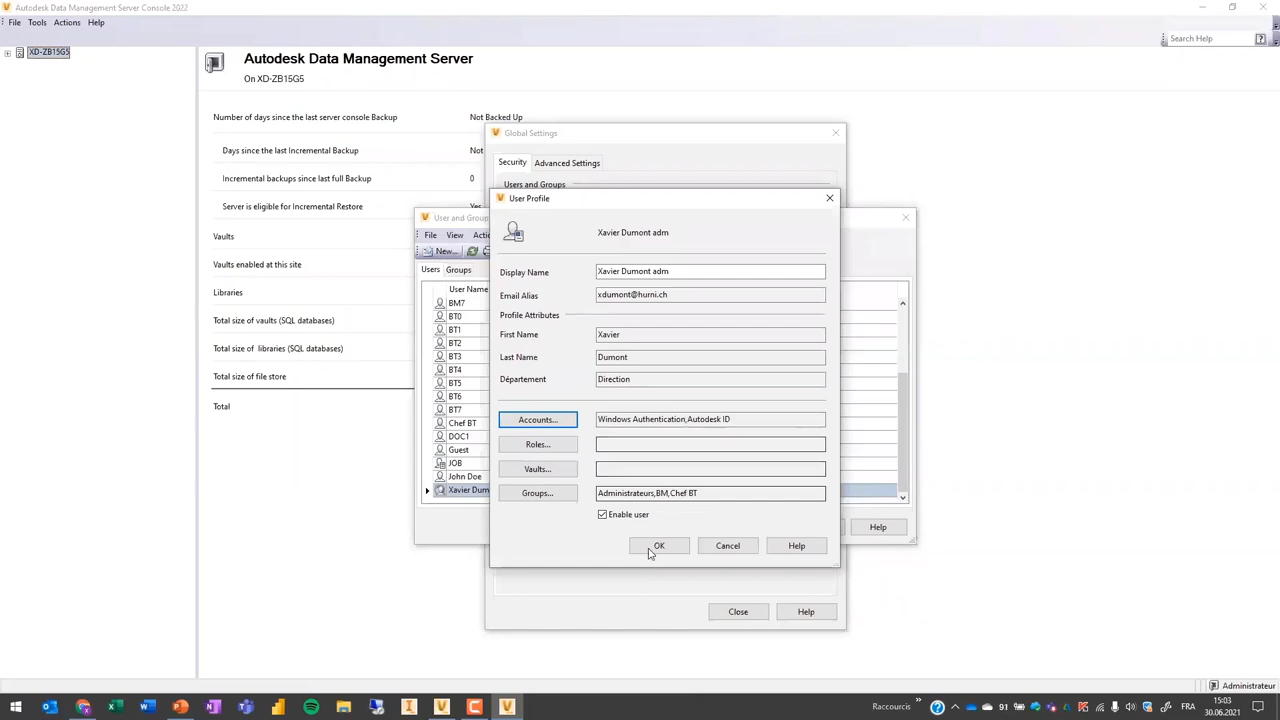 Autodesk Data Management Server Console 2022
File Tools Actions Help
Search Help
XD-ZB15G5
Autodesk Data Management Server
On XD-ZB15G5
Number of days since the last server console Backup Not Backed Up
Days since the last Incremental Backup Not
Incremental backups since last full Backup 0
Server is eligible for Incremental Restore Yes
Vaults
Vaults enabled at this site
Libraries
Total size of vaults (SQL databases)
Total size of libraries (SQL databases)
Total size of file store
Total
Global Settings
Security Advanced Settings
Users and Groups
User and Group
File View Acti
New...
Users Groups
User Name
BM7
BT0
BT1
BT2
BT3
BT4
BT5
BT6
BT7
Chef BT
DOC1
Guest
JOB
John Doe
Xavier Dum
Help
User Profile
Xavier Dumont adm
Display Name Xavier Dumont adm
Email Alias xdumont@hurni.ch
Profile Attributes
First Name Xavier
Last Name Dumont
Département Direction
Accounts... Windows Authentication,Autodesk ID
Roles...
Vaults...
Groups... Administrateurs,BM,Chef BT
Enable user
OK Cancel Help
Close Help
Administrateur
Raccourcis » 91 FRA 15:03
30.06.2021